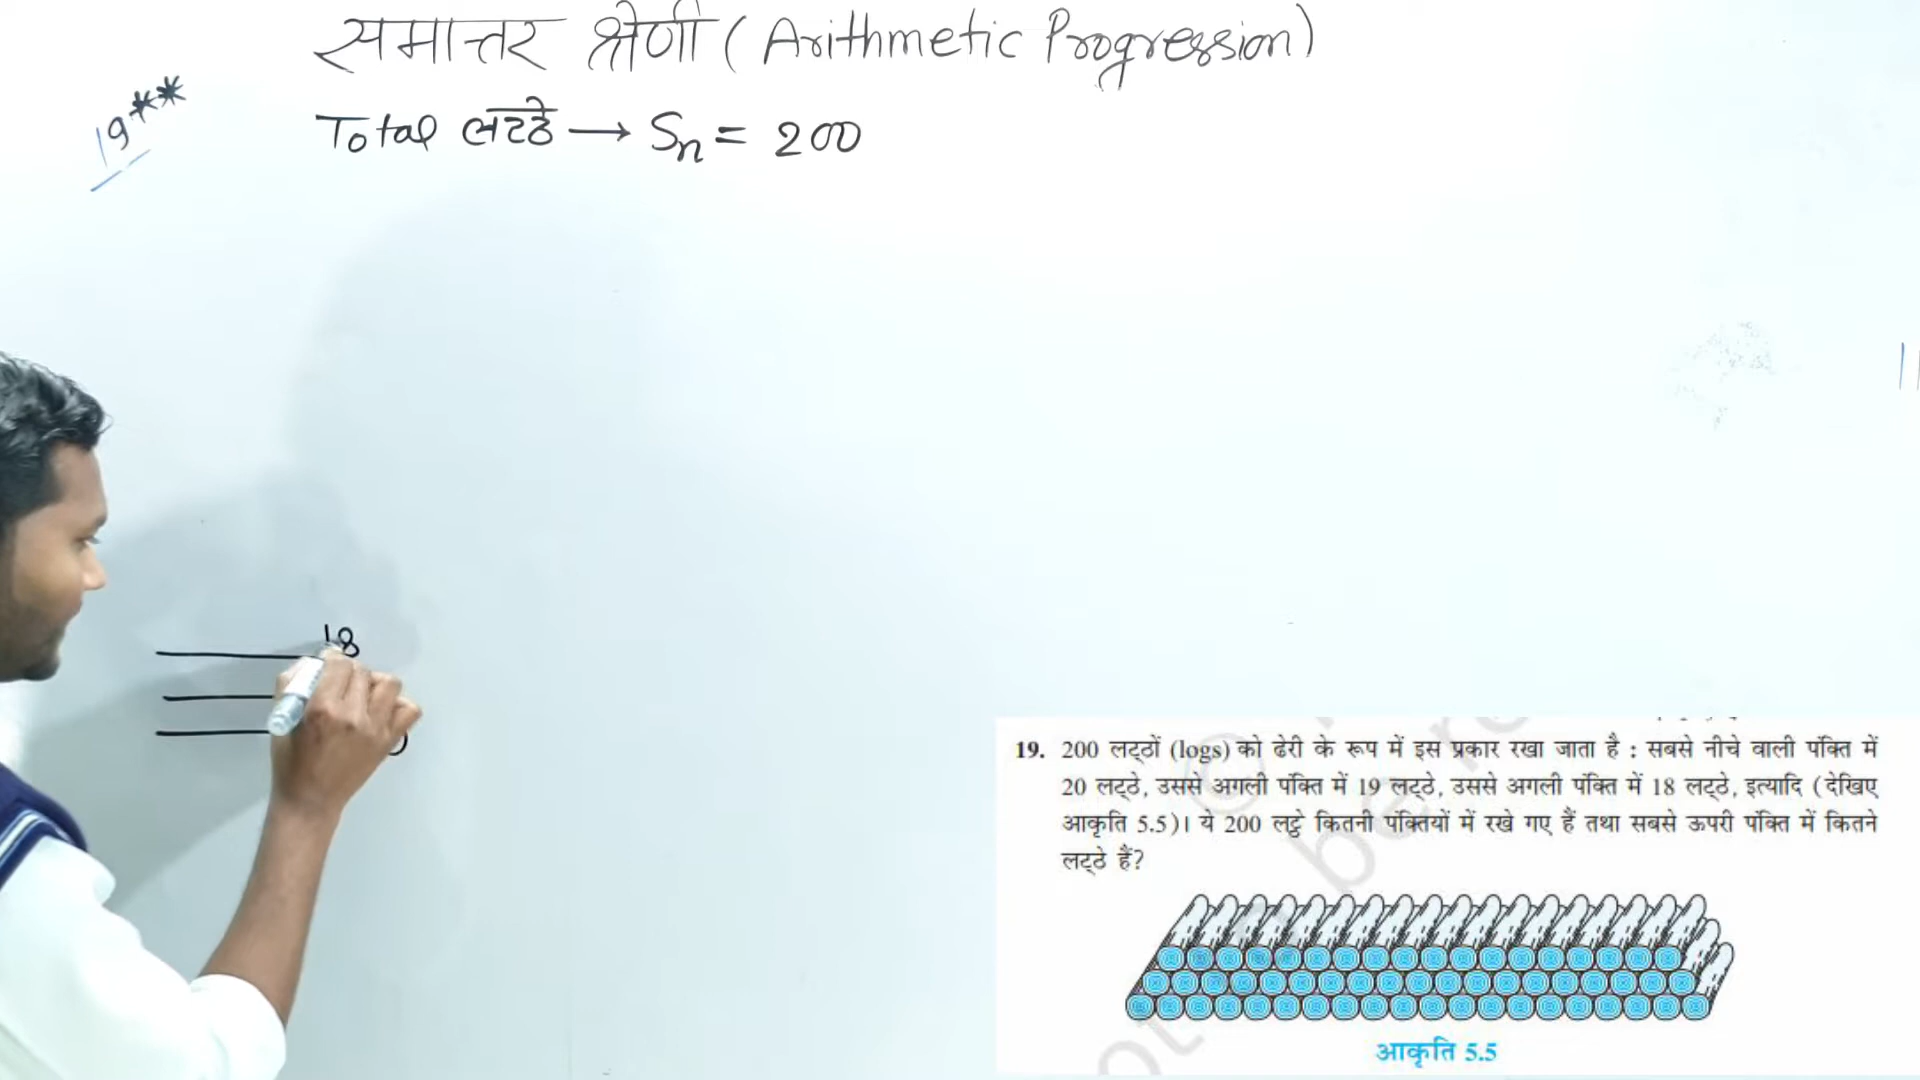 समान्तर श्रेणी (Arithmetic Progression)
19**
Total लटठे → Sn = 200
18
19. 200 लट्ठों (logs) को ढेरी के रूप में इस प्रकार रखा जाता है : सबसे नीचे वाली पंक्ति में
20 लट्ठे, उससे अगली पंक्ति में 19 लट्ठे, उससे अगली पंक्ति में 18 लट्ठे, इत्यादि (देखिए
आकृति 5.5)। ये 200 लट्ठे कितनी पंक्तियों में रखे गए हैं तथा सबसे ऊपरी पंक्ति में कितने
लट्ठे हैं?
आकृति 5.5